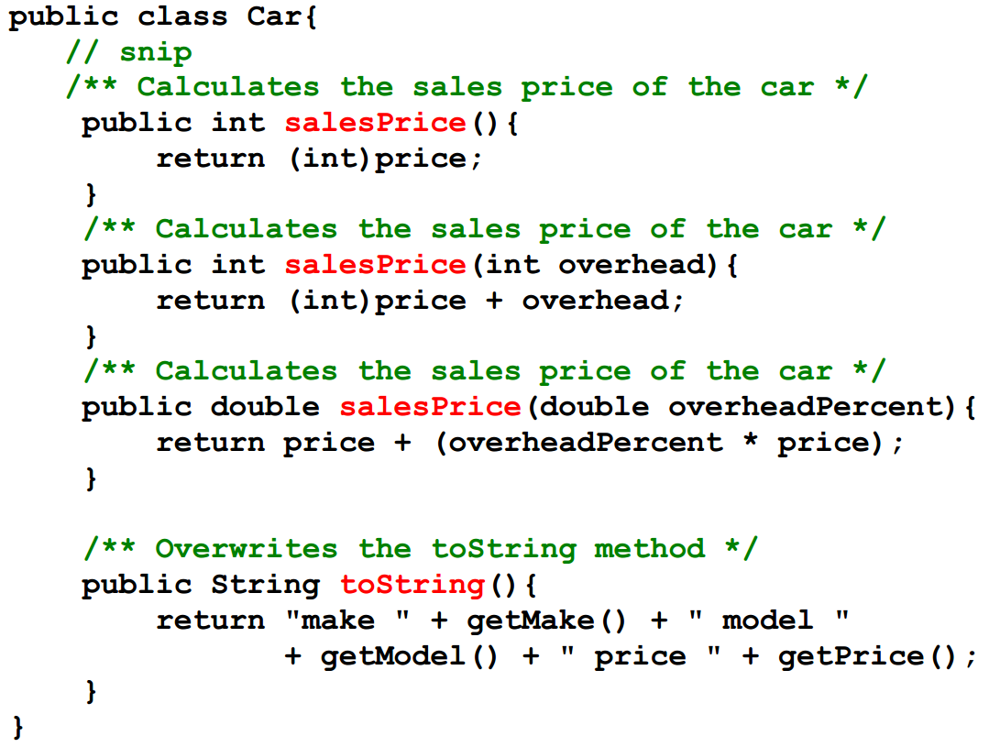 public class Car{
// snip
/** Calculates the sales price of the car */
public int salesPrice(){
return (int)price;
}
/** Calculates the sales price of the car */
public int salesPrice(int overhead){
return (int)price + overhead;
}
/** Calculates the sales price of the car */
public double salesPrice(double overheadPercent){
return price + (overheadPercent * price);
}
/** Overwrites the toString method */
public String toString(){
return "make " + getMake() + " model "
+ getModel() + " price " + getPrice();
}
}